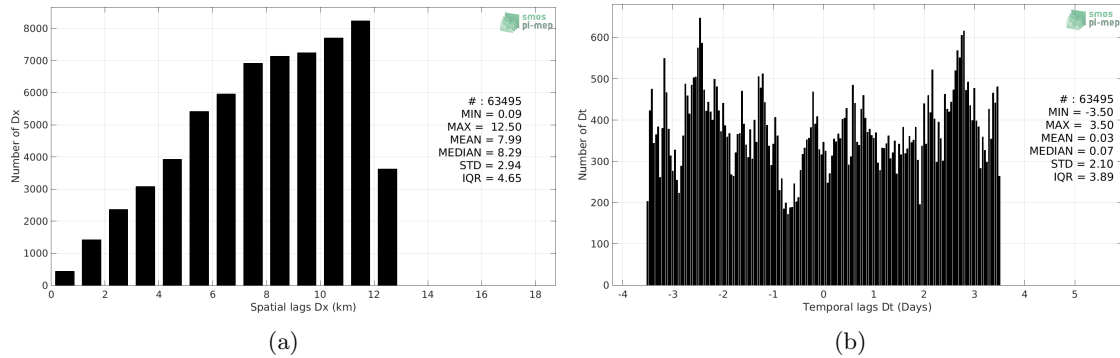 8000
7000
6000
5000
4000
3000
2000
1000
0
Number of Dx
smos
pi-mep
# : 63495
MIN = 0.09
MAX = 12.50
MEAN = 7.99
MEDIAN = 8.29
STD = 2.94
IQR = 4.65
0 2 4 6 8 10 12 14 16 18
Spatial lags Dx (km)
(a)
600
500
400
300
200
100
0
Number of Dt
smos
pi-mep
# : 63495
MIN = -3.50
MAX = 3.50
MEAN = 0.03
MEDIAN = 0.07
STD = 2.10
IQR = 3.89
-4 -3 -2 -1 0 1 2 3 4 5
Temporal lags Dt (Days)
(b)